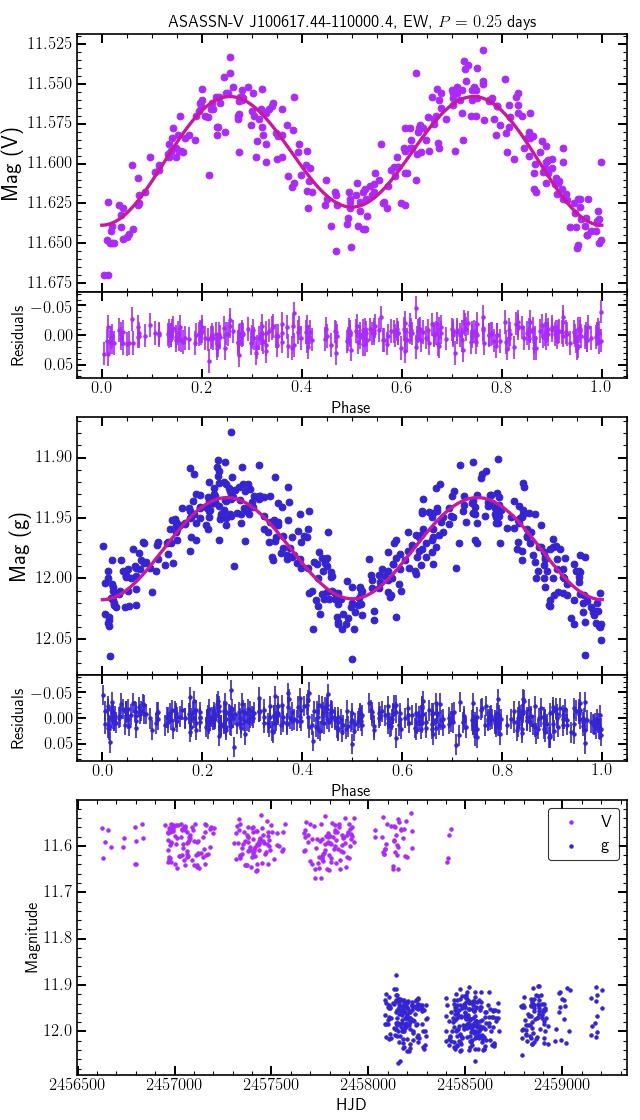 ASASSN-V J100617.44-110000.4, EW, P = 0.25 days
11.525
11.550
11.575
11.600
11.625
11.650
11.675
Mag (V)
−0.05
0.00
0.05
Residuals
0.0 0.2 0.4 0.6 0.8 1.0
Phase
11.90
11.95
12.00
12.05
Mag (g)
−0.05
0.00
0.05
Residuals
0.0 0.2 0.4 0.6 0.8 1.0
Phase
V
g
11.6
11.7
11.8
11.9
12.0
Magnitude
2456500 2457000 2457500 2458000 2458500 2459000
HJD